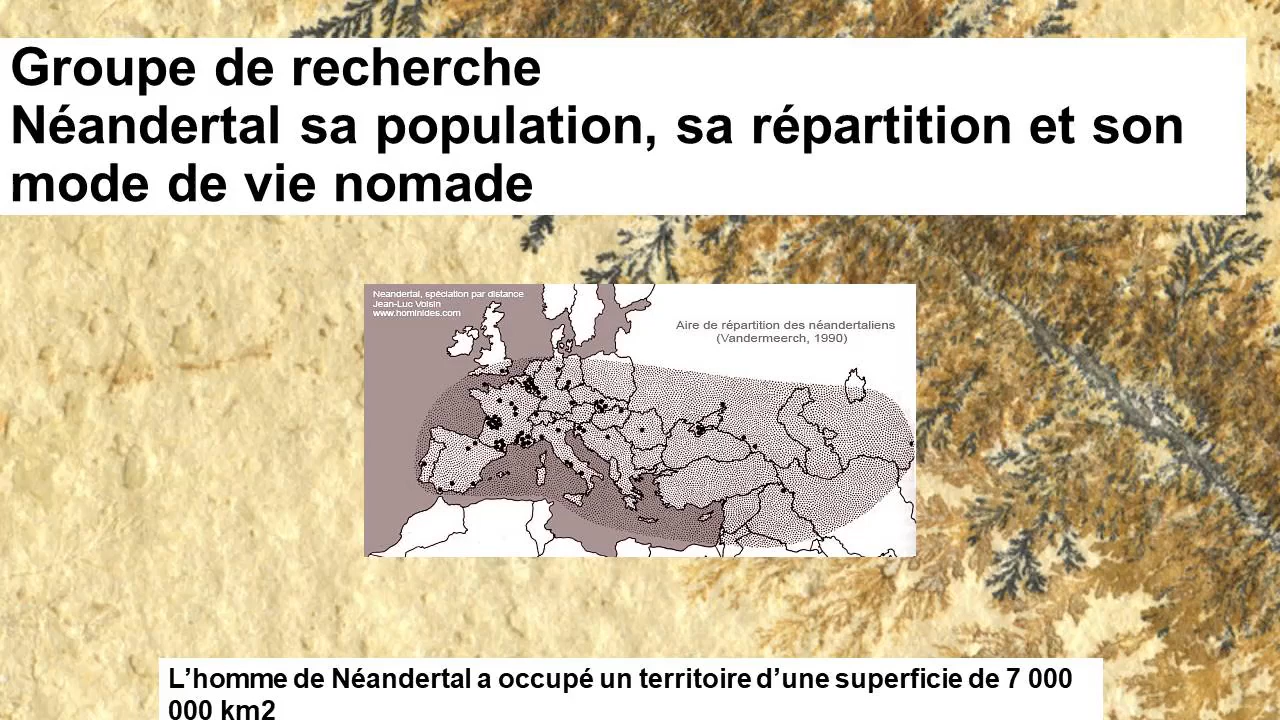 Groupe de recherche
Néandertal sa population, sa répartition et son
mode de vie nomade
Neandertal, spéciation par distance
Jean-Luc Voisin
www.hominides.com
Aire de répartition des néandertaliens
(Vandermeerch, 1990)
L’homme de Néandertal a occupé un territoire d’une superficie de 7 000
000 km2